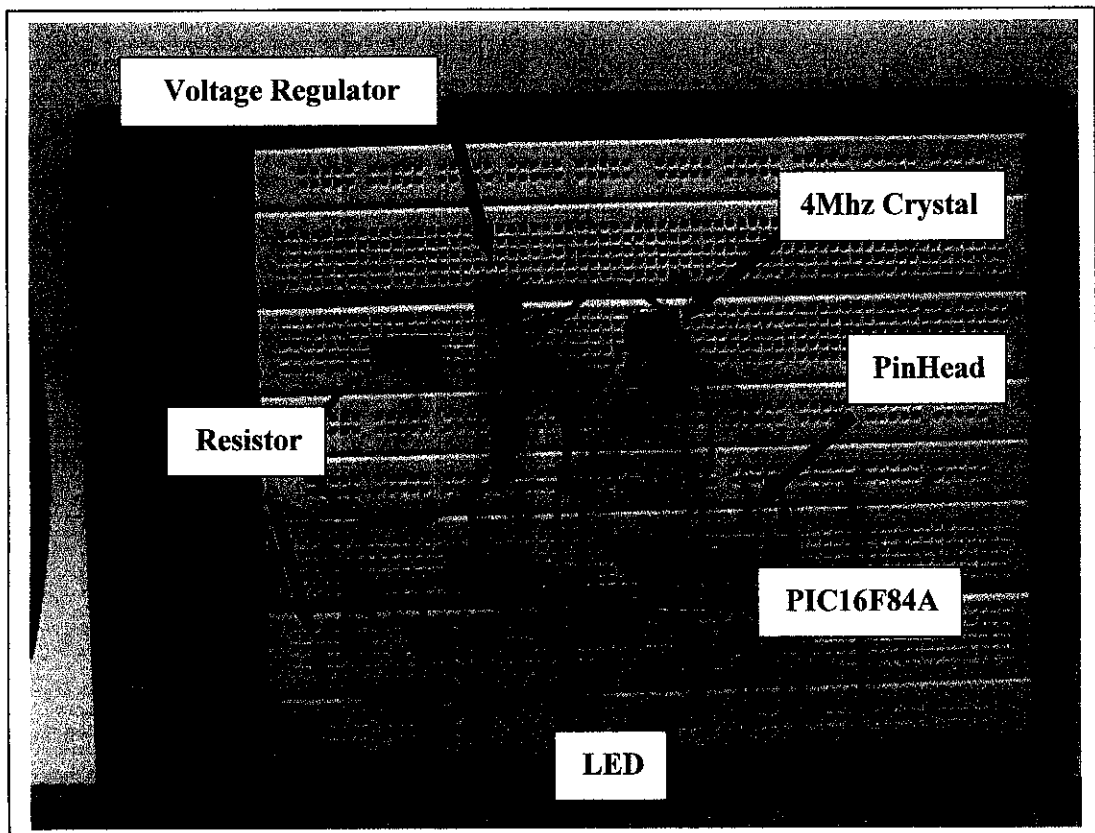 Voltage Regulator
4Mhz Crystal
PinHead
Resistor
PIC16F84A
LED